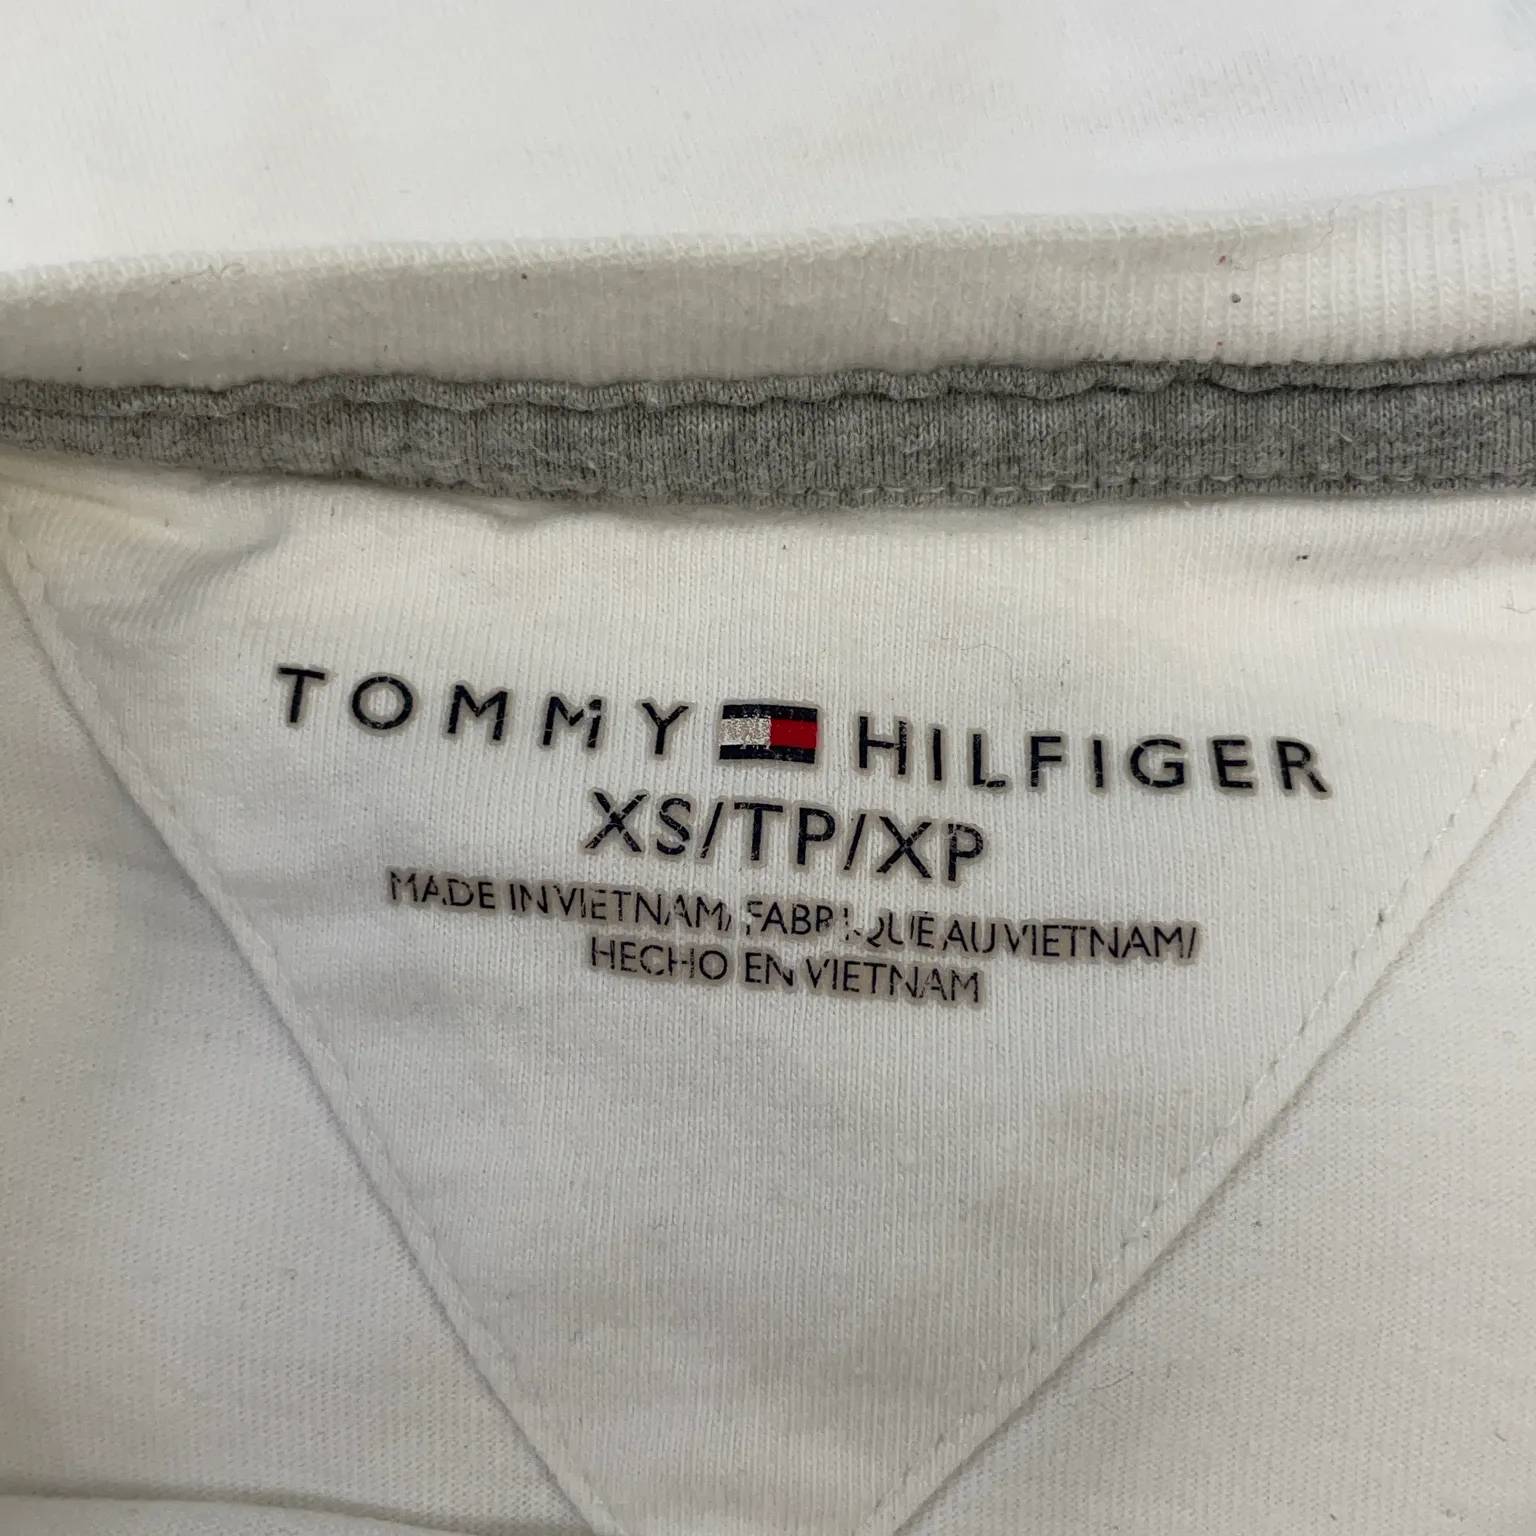 TOMMY HILFIGER
XS/TP/XP
MADE IN VIETNAM/ FABRIQUE AU VIETNAM/
HECHO EN VIETNAM